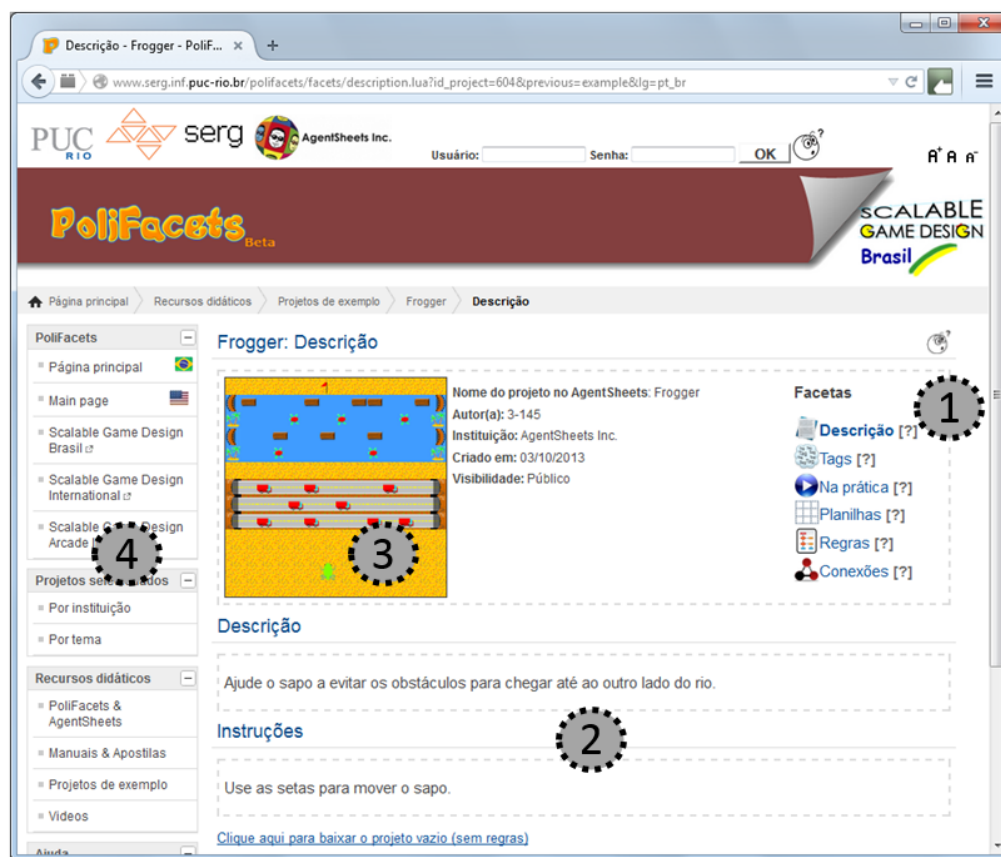 Descrição - Frogger - PoliF...
www.serg.inf.puc-rio.br/polifacets/facets/description.lua?id_project=604&previous=example&lg=pt_br
PUC RIO serg AgentSheets Inc.
Usuário: Senha: OK
A+ A A-
PoliFacets Beta
SCALABLE GAME DESIGN Brasil
Página principal Recursos didáticos Projetos de exemplo Frogger Descrição
PoliFacets
Página principal
Main page
Scalable Game Design
Brasil
Scalable Game Design
International
Scalable Game Design
Arcade
4
Projetos selecionados
Por instituição
Por tema
Recursos didáticos
PoliFacets &
AgentSheets
Manuais & Apostilas
Projetos de exemplo
Videos
Ajuda
Frogger: Descrição
3
Nome do projeto no AgentSheets: Frogger
Autor(a): 3-145
Instituição: AgentSheets Inc.
Criado em: 03/10/2013
Visibilidade: Público
Facetas
1
Descrição [?]
Tags [?]
Na prática [?]
Planilhas [?]
Regras [?]
Conexões [?]
Descrição
Ajude o sapo a evitar os obstáculos para chegar até ao outro lado do rio.
Instruções
2
Use as setas para mover o sapo.
Clique aqui para baixar o projeto vazio (sem regras)